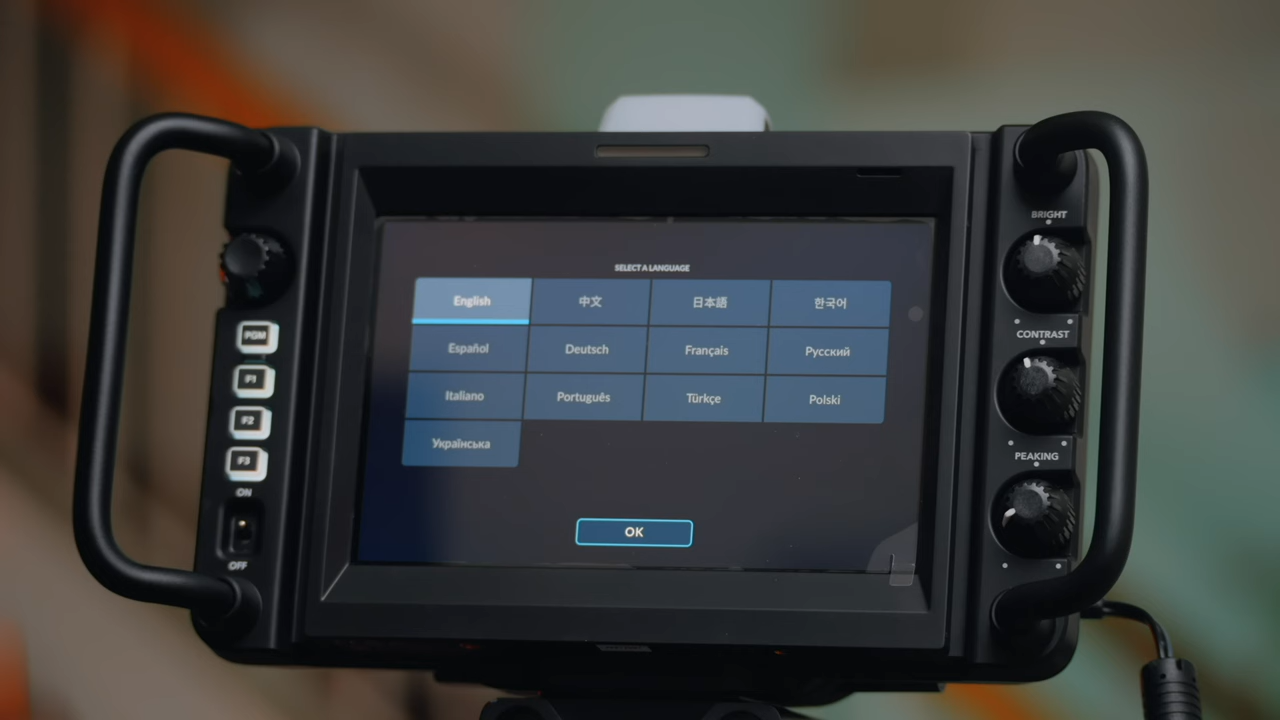 SELECT A LANGUAGE
English
中文
日本語
한국어
Español
Deutsch
Français
Русский
Italiano
Português
Türkçe
Polski
Українська
OK
PGM
F1
F2
F3
ON
OFF
BRIGHT
CONTRAST
PEAKING